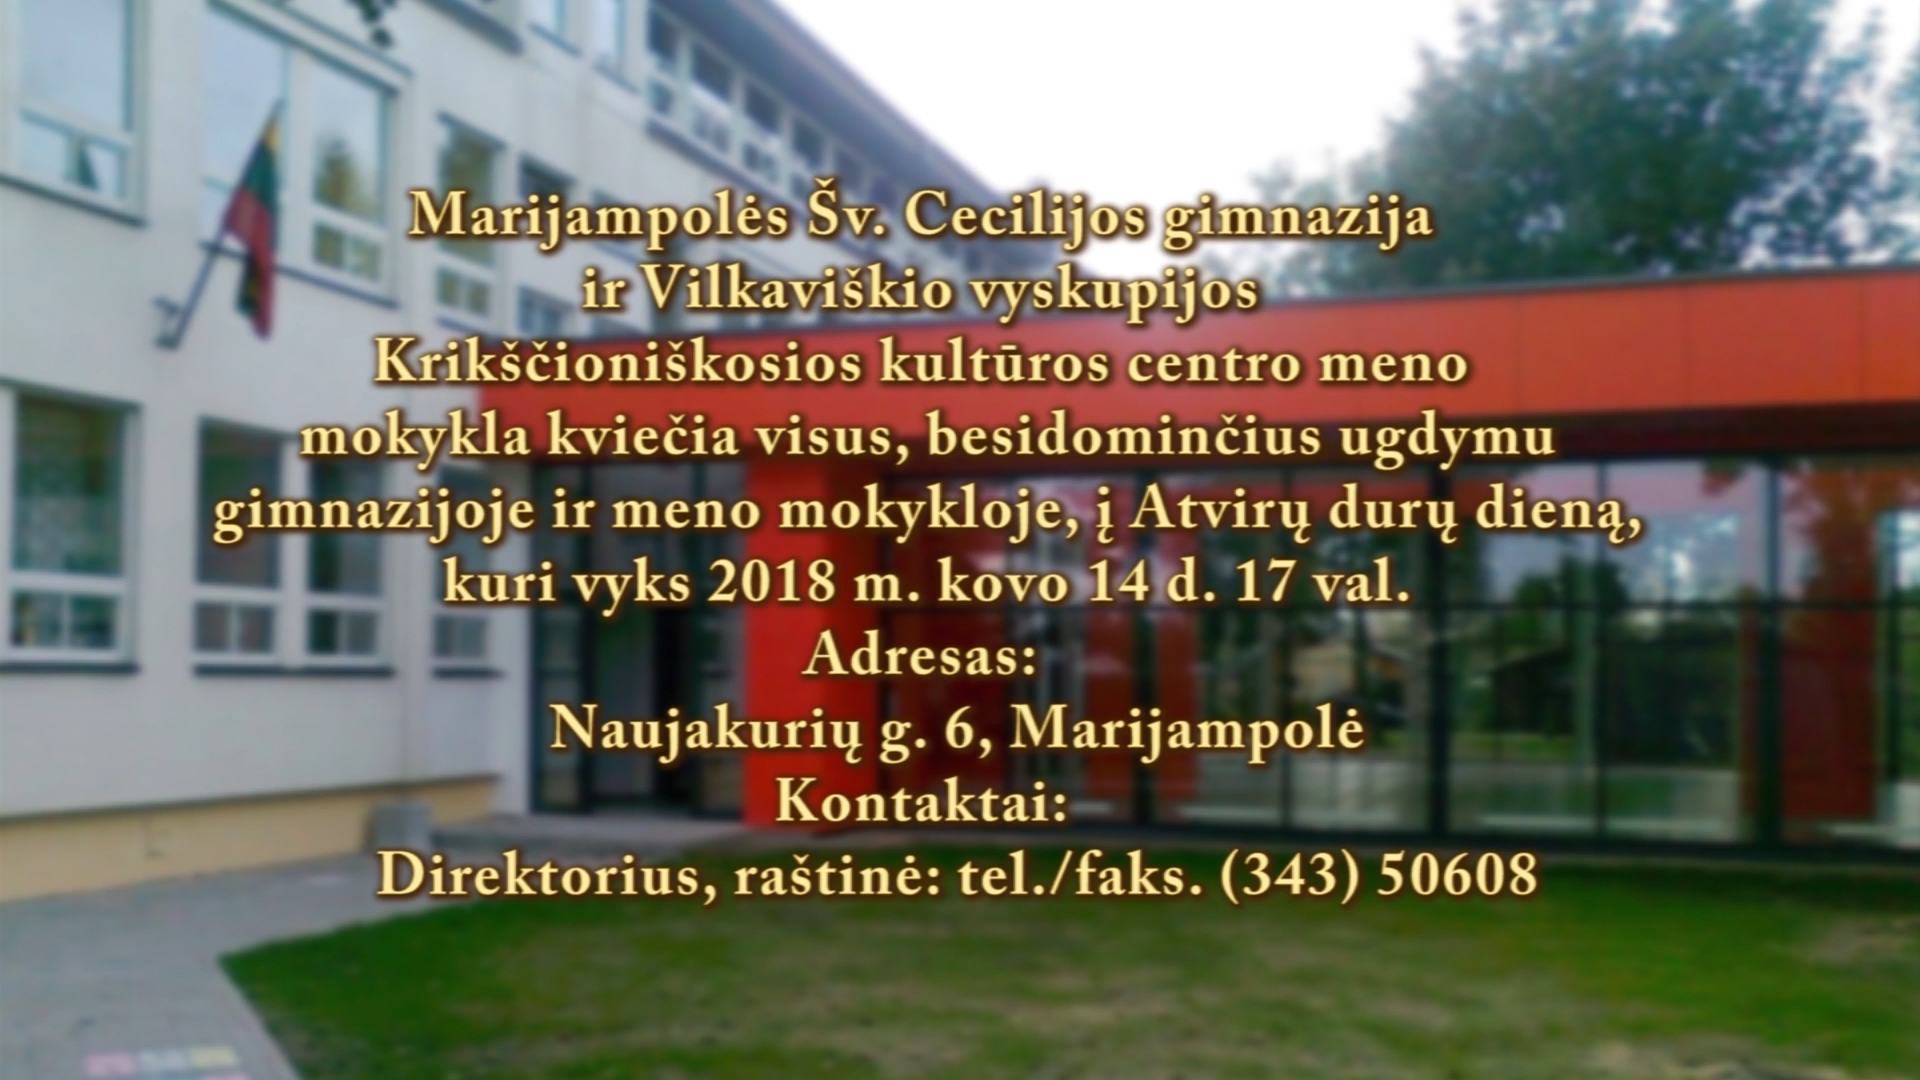 Marijampolės Šv. Cecilijos gimnazija
ir Vilkaviškio vyskupijos
Krikščioniškosios kultūros centro meno
mokykla kviečia visus, besidominčius ugdymu
gimnazijoje ir meno mokykloje, į Atvirų durų dieną,
kuri vyks 2018 m. kovo 14 d. 17 val.
Adresas:
Naujakurių g. 6, Marijampolė
Kontaktai:
Direktorius, raštinė: tel./faks. (343) 50608